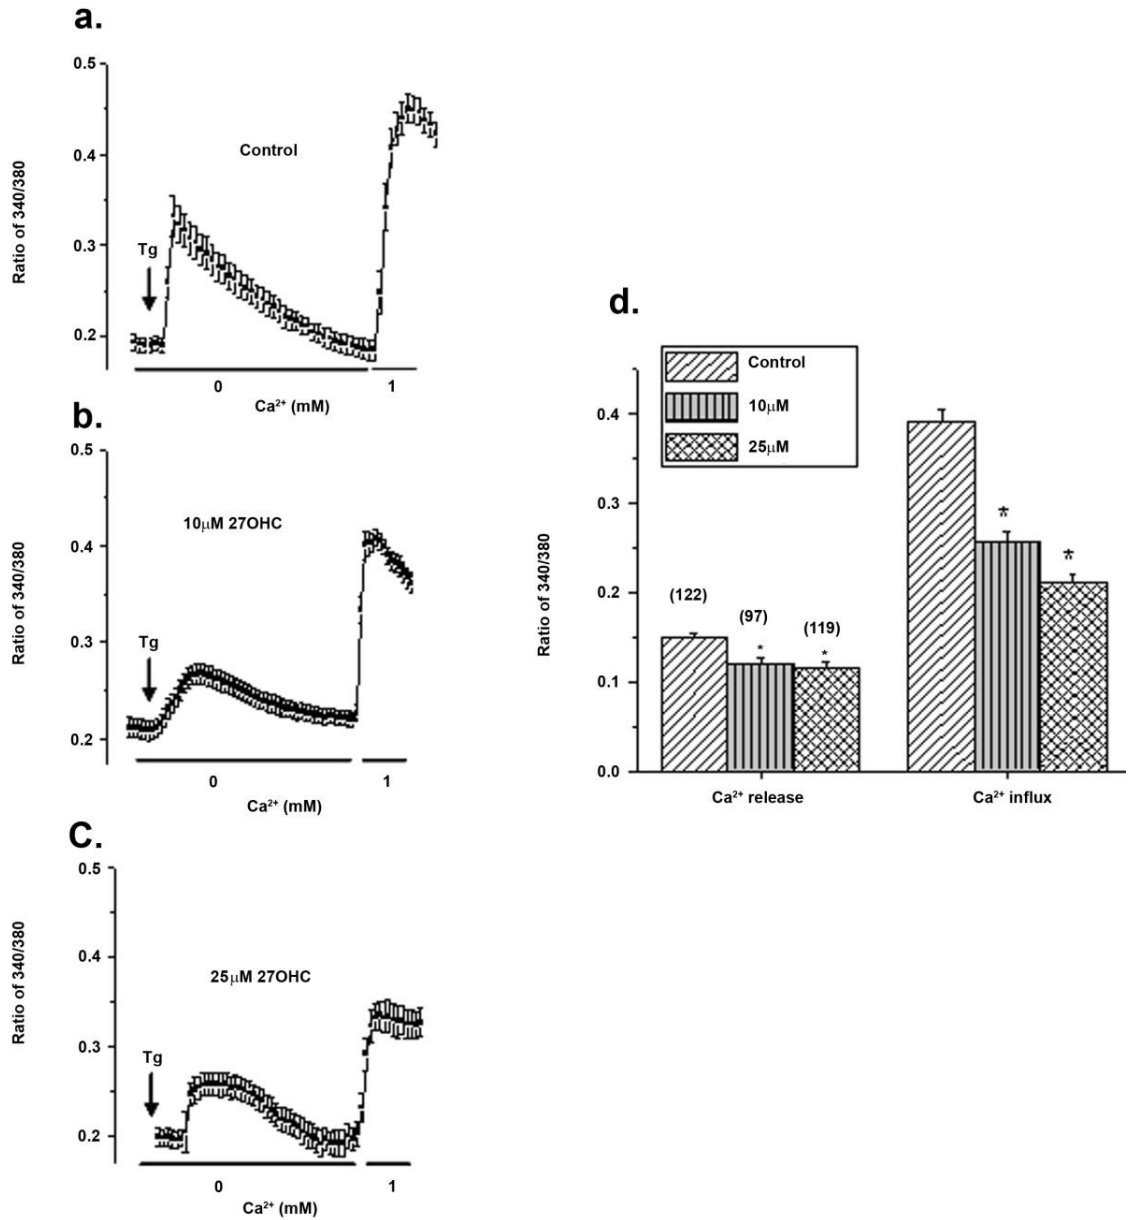 a.
0.5
0.4
0.3
0.2
Ratio of 340/380
Control
Tg
0
1
Ca²⁺ (mM)
b.
0.5
0.4
0.3
0.2
Ratio of 340/380
10μM 27OHC
Tg
0
1
Ca²⁺ (mM)
C.
0.5
0.4
0.3
0.2
Ratio of 340/380
25μM 27OHC
Tg
0
1
Ca²⁺ (mM)
d.
Control
10μM
25μM
0.4
0.3
0.2
0.1
0.0
Ratio of 340/380
(122)
(97)
(119)
*
*
*
*
Ca²⁺ release
Ca²⁺ influx